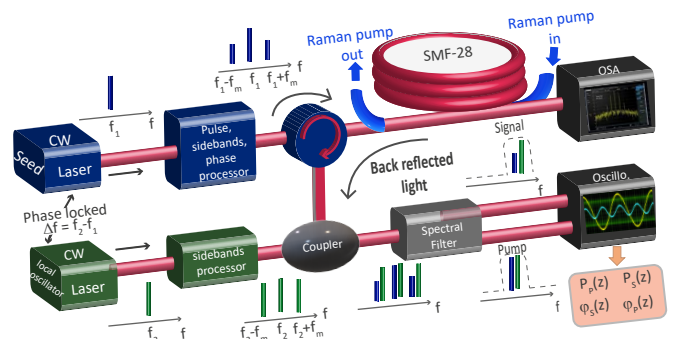 Raman pump
out
Raman pump
in
SMF-28
OSA
f₁-fₘ f₁ f₁+fₘ
f
f₁
f
CW
Seed
Laser
Pulse,
sidebands,
phase
processor
Signal
f
Back reflected
light
Phase locked
Δf = f₂-f₁
CW
local
oscillator
Laser
sidebands
processor
Coupler
Spectral
Filter
Oscillo.
Pump
f
f
f₂-fₘ f₂ f₂+fₘ
f
f
Pₚ(z) Pₛ(z)
φₛ(z) φₚ(z)